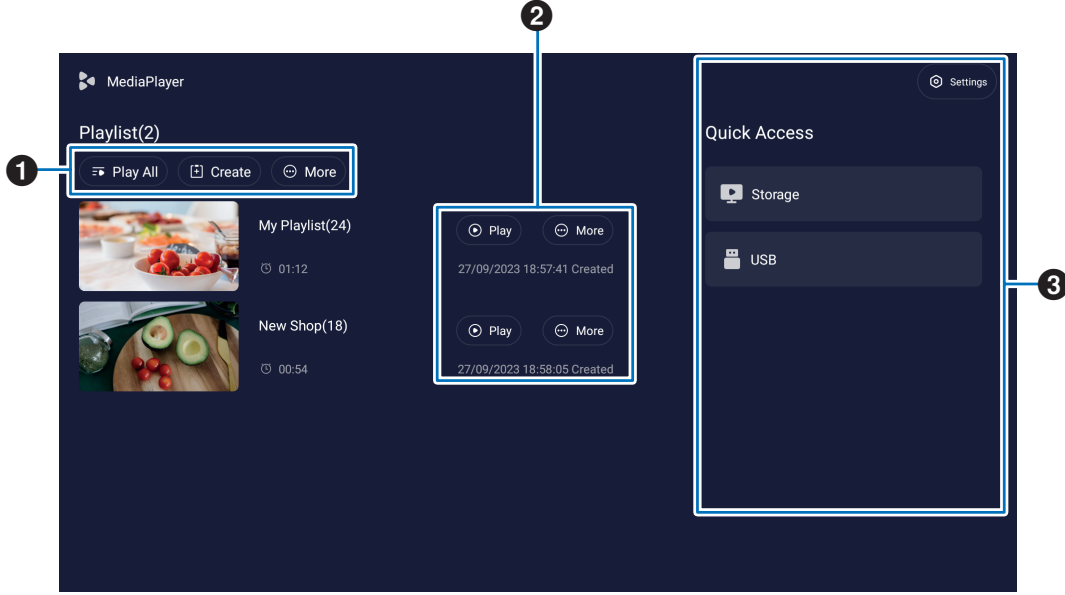 2
MediaPlayer
Settings
Playlist(2)
Quick Access
1
Play All
Create
More
Storage
My Playlist(24)
Play
More
01:12
27/09/2023 18:57:41 Created
USB
3
New Shop(18)
Play
More
00:54
27/09/2023 18:58:05 Created